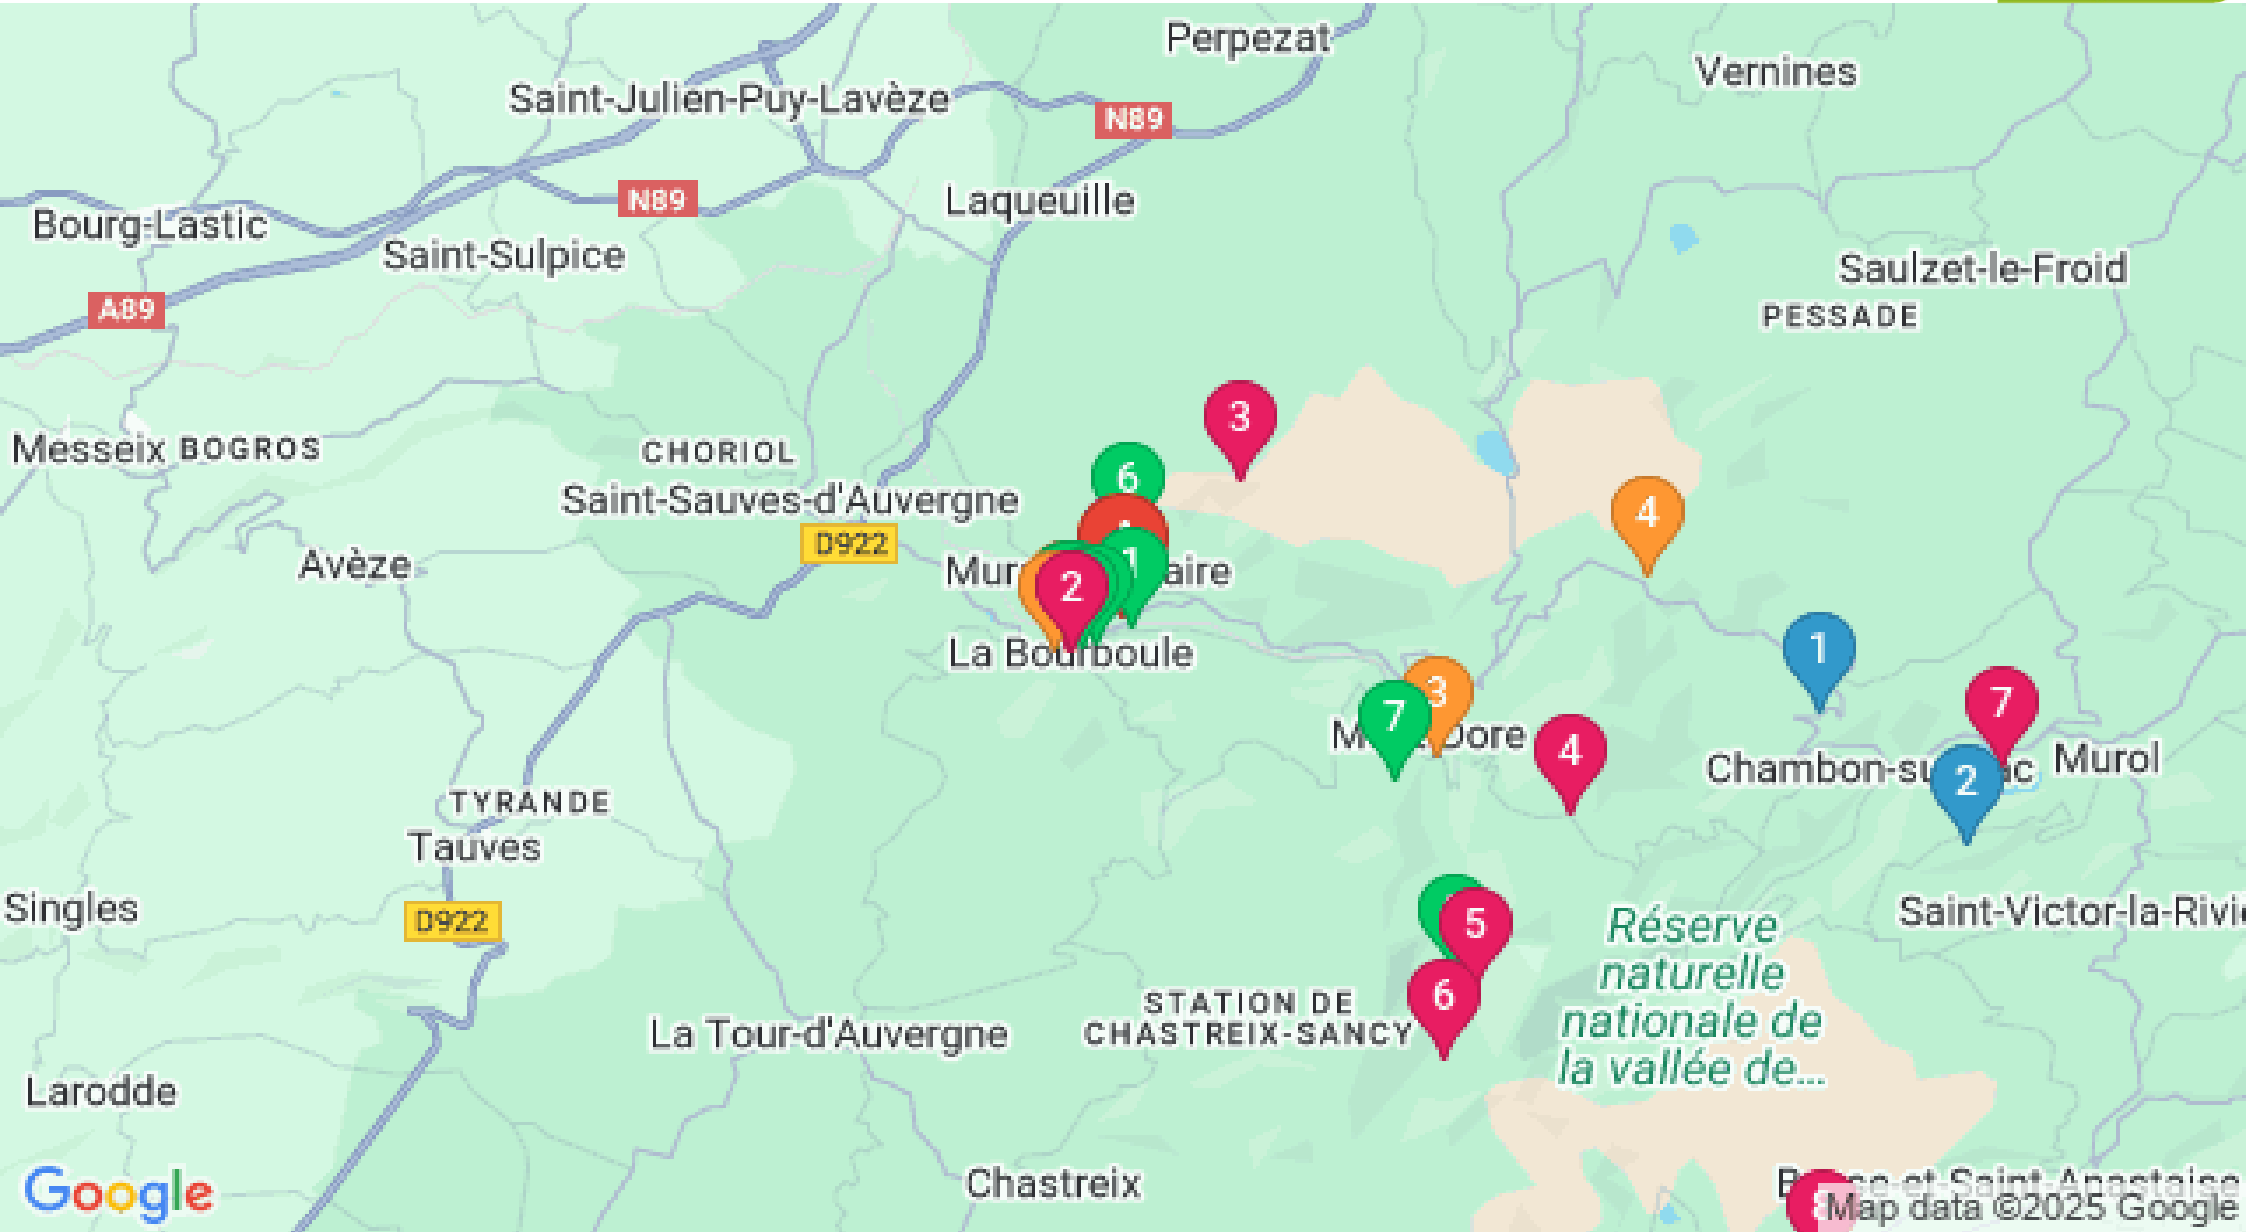 Perpezat
Vernines
Saint-Julien-Puy-Lavèze
N89
N89
Laqueuille
Bourg-Lastic
Saint-Sulpice
Saulzet-le-Froid
A89
PESSADE
3
Messeix BOGROS
CHORIOL
6
4
Saint-Sauves-d'Auvergne
D922
Avèze
1
2
La Bourboule
1
3
7
7
4
Chambon-su
Murol
2
TYRANDE
Tauves
Singles
D922
5
Saint-Victor-la-Rivi
Réserve
naturelle
nationale de
la vallée de...
6
STATION DE
CHASTREIX-SANCY
La Tour-d'Auvergne
Larodde
Chastreix
Google
Map data ©2025 Google